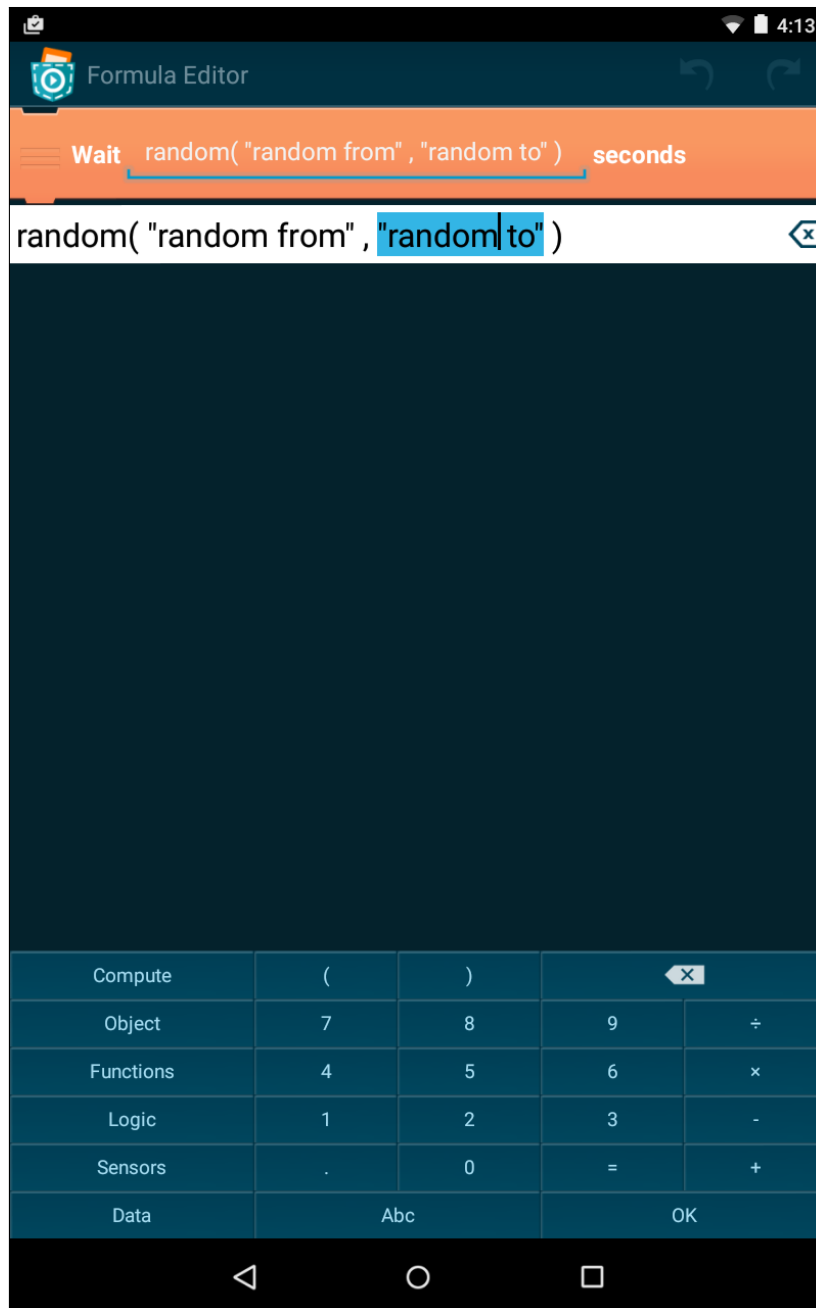 4:13
Formula Editor
Wait random( "random from" , "random to" ) seconds
random( "random from" , "random to" )
Compute ( )
Object 7 8 9 ÷
Functions 4 5 6 ×
Logic 1 2 3 -
Sensors . 0 = +
Data Abc OK